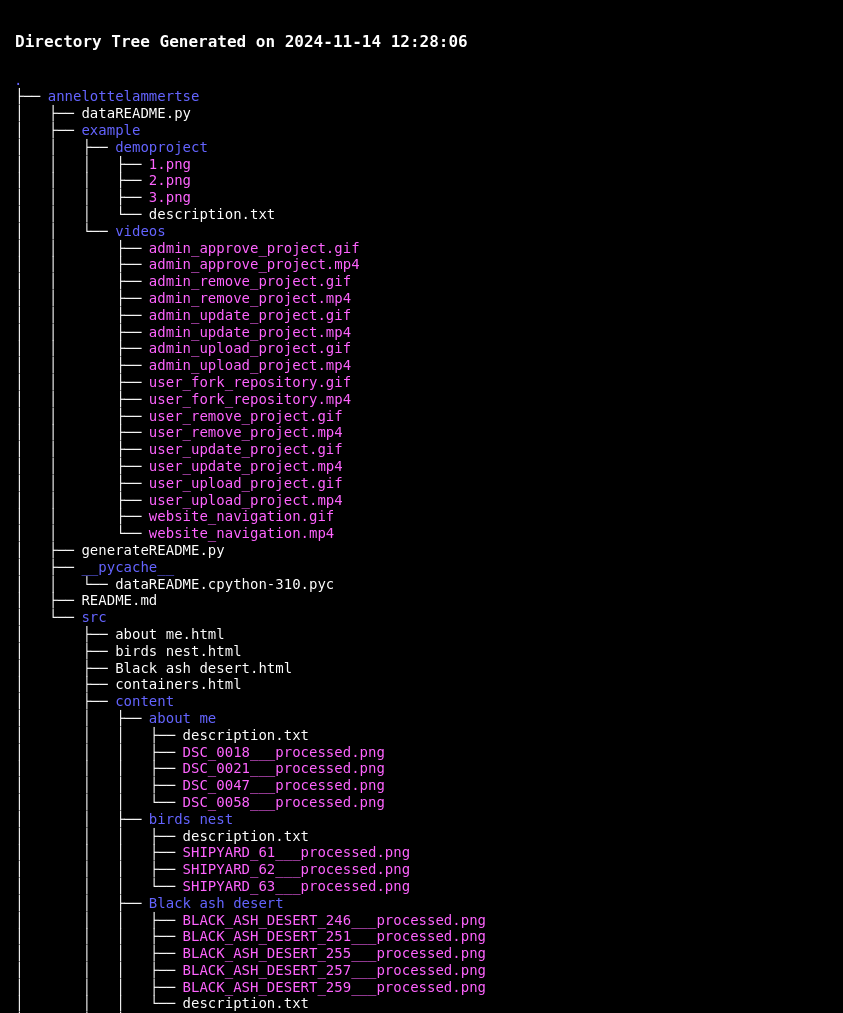 Directory Tree Generated on 2024-11-14 12:28:06
.
├── annelottelammertse
│   ├── dataREADME.py
│   ├── example
│   │   ├── demoproject
│   │   │   ├── 1.png
│   │   │   ├── 2.png
│   │   │   ├── 3.png
│   │   │   └── description.txt
│   │   └── videos
│   │       ├── admin_approve_project.gif
│   │       ├── admin_approve_project.mp4
│   │       ├── admin_remove_project.gif
│   │       ├── admin_remove_project.mp4
│   │       ├── admin_update_project.gif
│   │       ├── admin_update_project.mp4
│   │       ├── admin_upload_project.gif
│   │       ├── admin_upload_project.mp4
│   │       ├── user_fork_repository.gif
│   │       ├── user_fork_repository.mp4
│   │       ├── user_remove_project.gif
│   │       ├── user_remove_project.mp4
│   │       ├── user_update_project.gif
│   │       ├── user_update_project.mp4
│   │       ├── user_upload_project.gif
│   │       ├── user_upload_project.mp4
│   │       ├── website_navigation.gif
│   │       └── website_navigation.mp4
│   ├── generateREADME.py
│   ├── __pycache__
│   │   └── dataREADME.cpython-310.pyc
│   ├── README.md
│   └── src
│       ├── about me.html
│       ├── birds nest.html
│       ├── Black ash desert.html
│       ├── containers.html
│       ├── content
│       │   ├── about me
│       │   │   ├── description.txt
│       │   │   ├── DSC_0018___processed.png
│       │   │   ├── DSC_0021___processed.png
│       │   │   ├── DSC_0047___processed.png
│       │   │   └── DSC_0058___processed.png
│       │   ├── birds nest
│       │   │   ├── description.txt
│       │   │   ├── SHIPYARD_61___processed.png
│       │   │   ├── SHIPYARD_62___processed.png
│       │   │   └── SHIPYARD_63___processed.png
│       │   ├── Black ash desert
│       │   │   ├── BLACK_ASH_DESERT_246___processed.png
│       │   │   ├── BLACK_ASH_DESERT_251___processed.png
│       │   │   ├── BLACK_ASH_DESERT_255___processed.png
│       │   │   ├── BLACK_ASH_DESERT_257___processed.png
│       │   │   ├── BLACK_ASH_DESERT_259___processed.png
│       │   │   └── description.txt